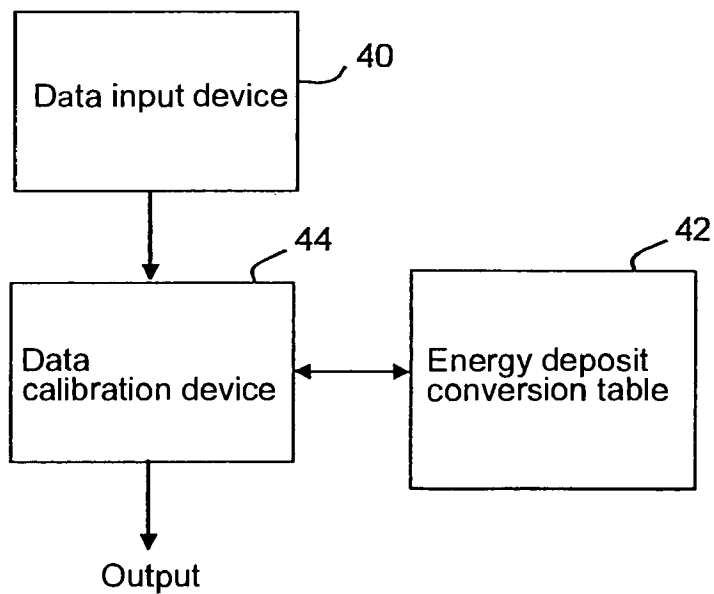 40
Data input device
44
42
Data
calibration device
Energy deposit
conversion table
Output